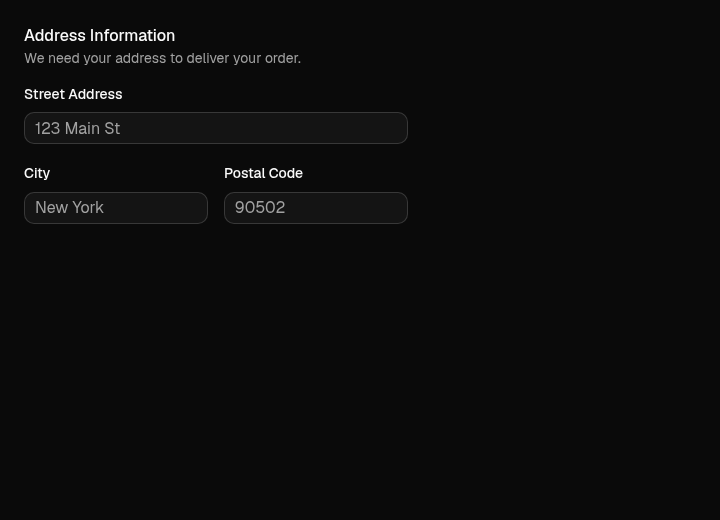 Address Information
We need your address to deliver your order.
Street Address
123 Main St
City
Postal Code
New York
90502